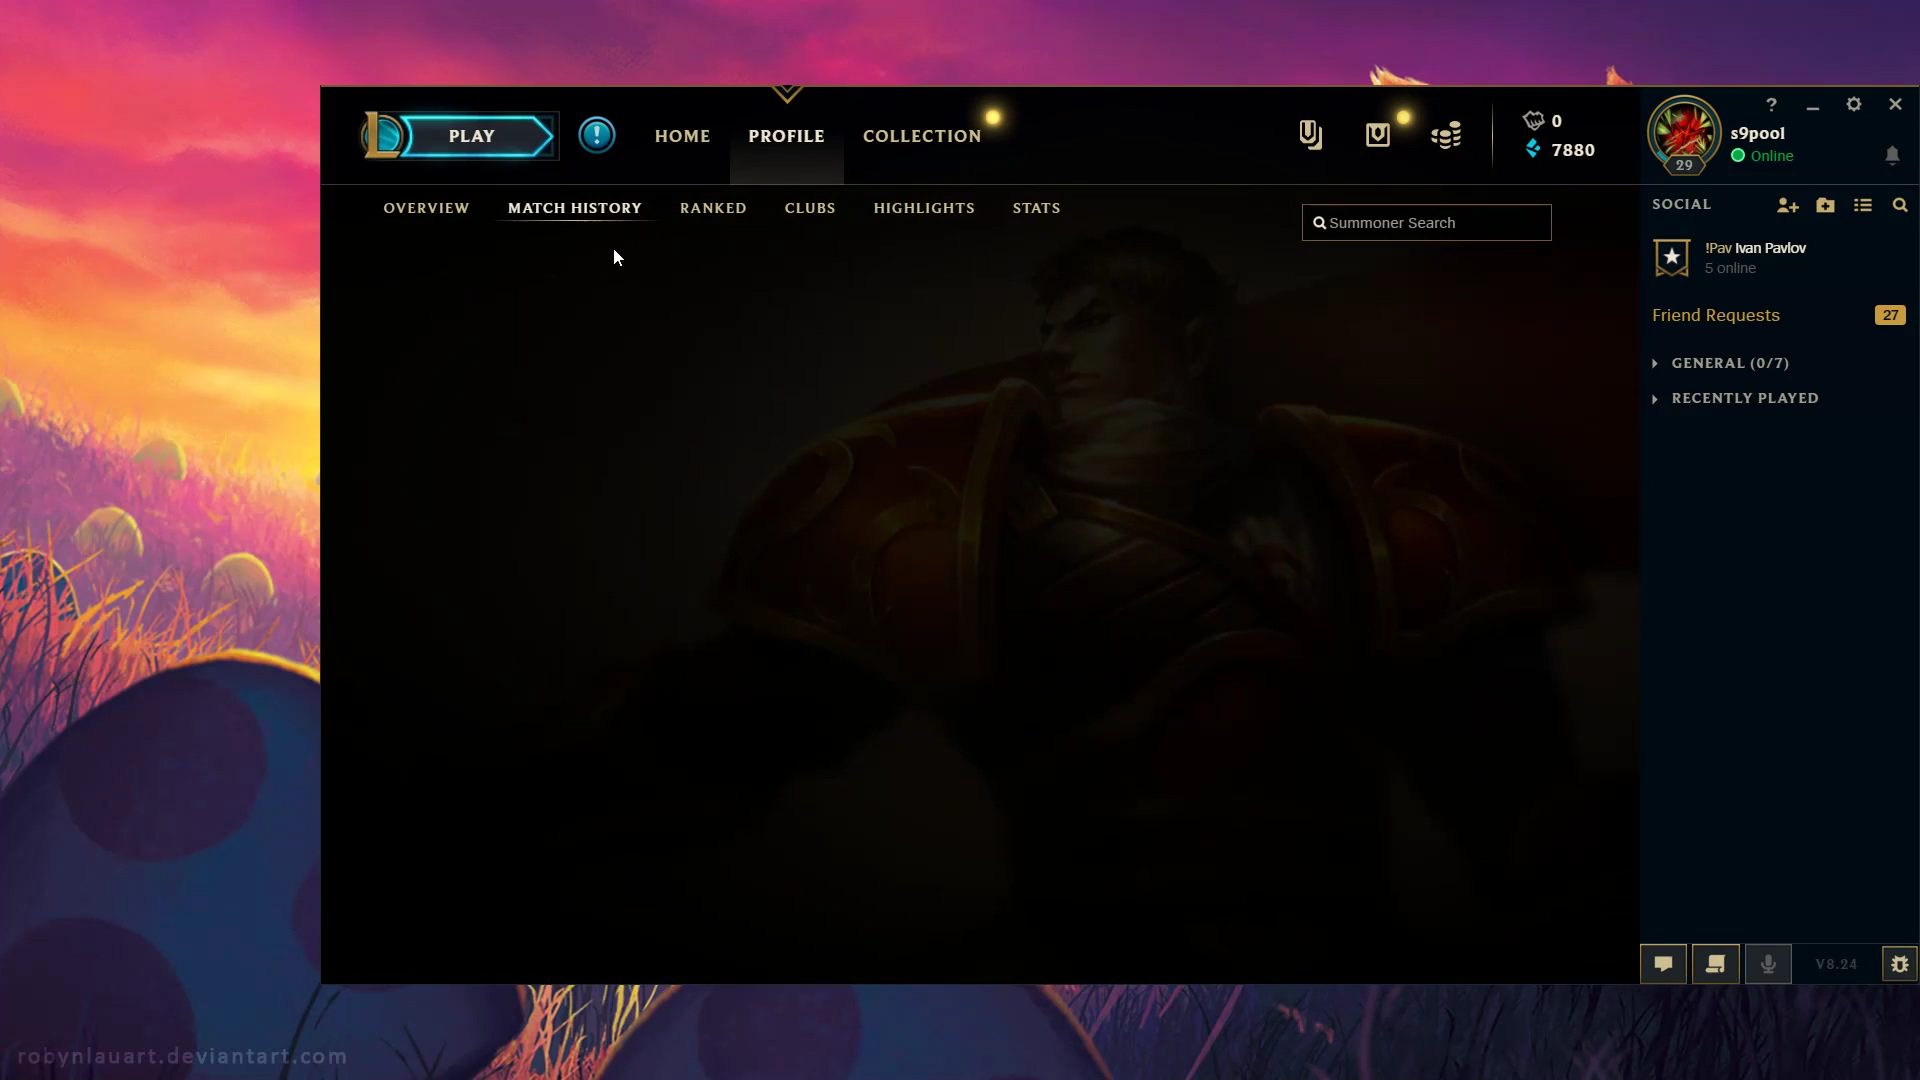 PLAY
HOME
PROFILE
COLLECTION
0
7880
29
s9pool
Online
OVERVIEW
MATCH HISTORY
RANKED
CLUBS
HIGHLIGHTS
STATS
Summoner Search
SOCIAL
!Pav Ivan Pavlov
5 online
Friend Requests
27
GENERAL (0/7)
RECENTLY PLAYED
V8.24
robynlauart.deviantart.com